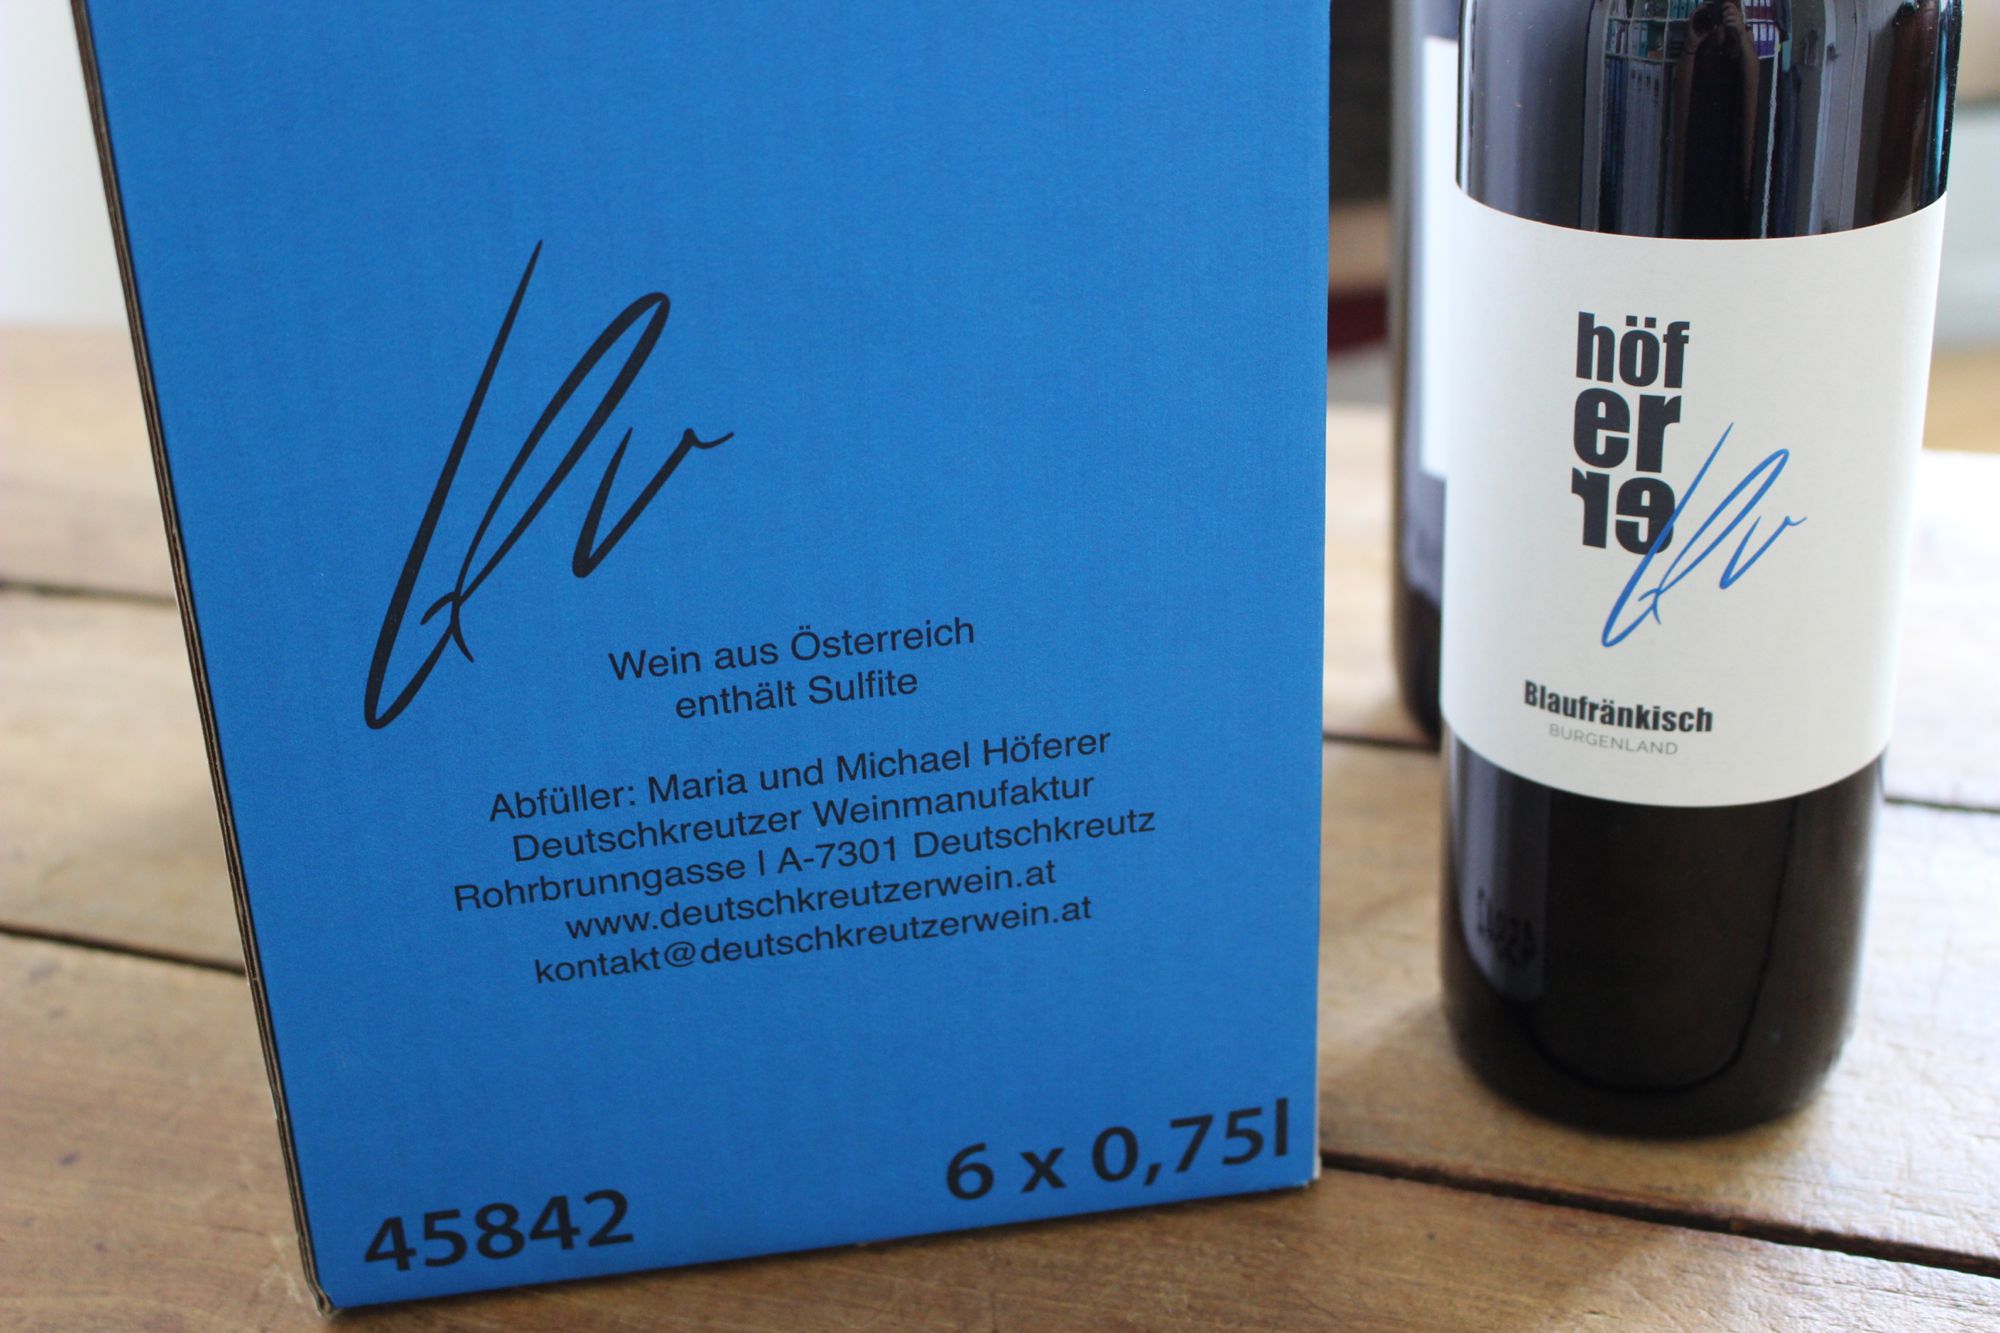 Wein aus Österreich
enthält Sulfite
Abfüller: Maria und Michael Höferer
Deutschkreutzer Weinmanufaktur
Rohrbrunngasse | A-7301 Deutschkreutz
www.deutschkreutzerwein.at
kontakt@deutschkreutzerwein.at
45842
6 x 0,75l
höf
er
Blaufränkisch
BURGENLAND